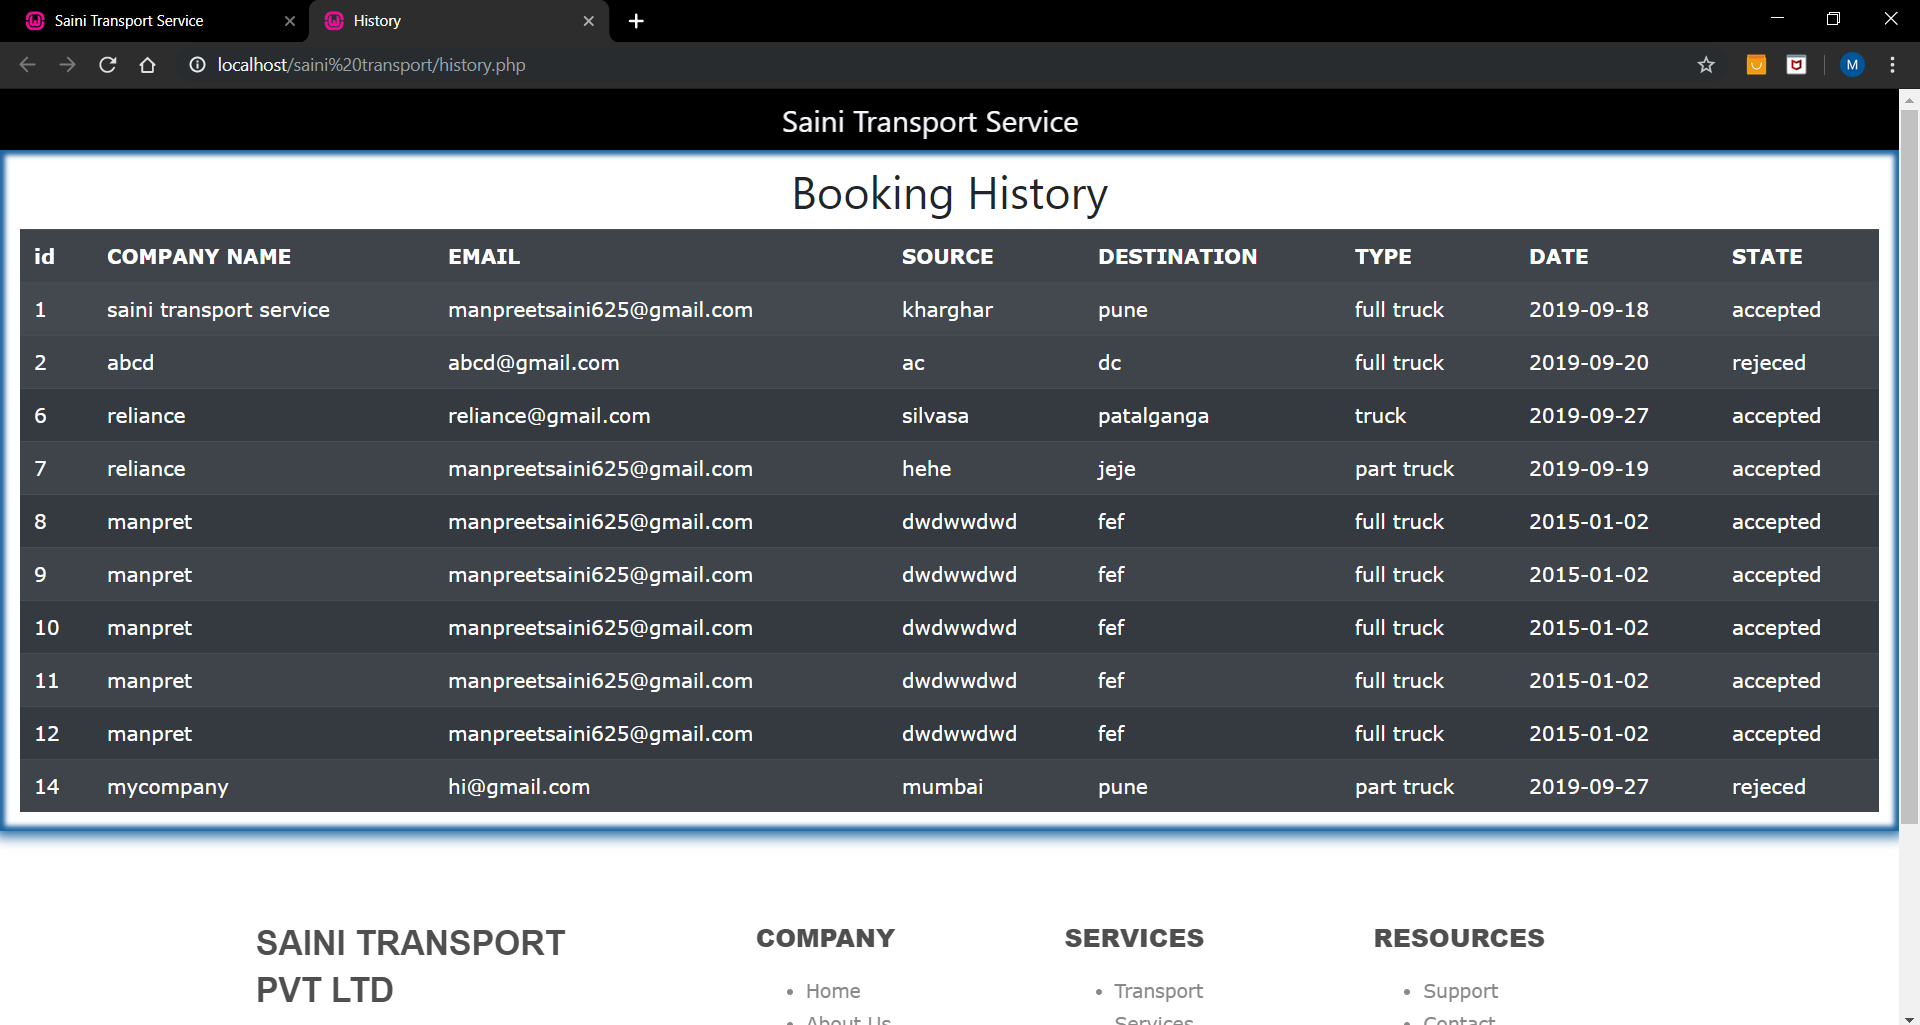 Saini Transport Service
History
localhost/saini%20transport/history.php
M
Saini Transport Service
Booking History
id COMPANY NAME EMAIL SOURCE DESTINATION TYPE DATE STATE
1 saini transport service manpreetsaini625@gmail.com kharghar pune full truck 2019-09-18 accepted
2 abcd abcd@gmail.com ac dc full truck 2019-09-20 rejeced
6 reliance reliance@gmail.com silvasa patalganga truck 2019-09-27 accepted
7 reliance manpreetsaini625@gmail.com hehe jeje part truck 2019-09-19 accepted
8 manpret manpreetsaini625@gmail.com dwdwwdwd fef full truck 2015-01-02 accepted
9 manpret manpreetsaini625@gmail.com dwdwwdwd fef full truck 2015-01-02 accepted
10 manpret manpreetsaini625@gmail.com dwdwwdwd fef full truck 2015-01-02 accepted
11 manpret manpreetsaini625@gmail.com dwdwwdwd fef full truck 2015-01-02 accepted
12 manpret manpreetsaini625@gmail.com dwdwwdwd fef full truck 2015-01-02 accepted
14 mycompany hi@gmail.com mumbai pune part truck 2019-09-27 rejeced
SAINI TRANSPORT
PVT LTD
COMPANY
• Home
• About Us
SERVICES
• Transport
Services
RESOURCES
• Support
• Contact